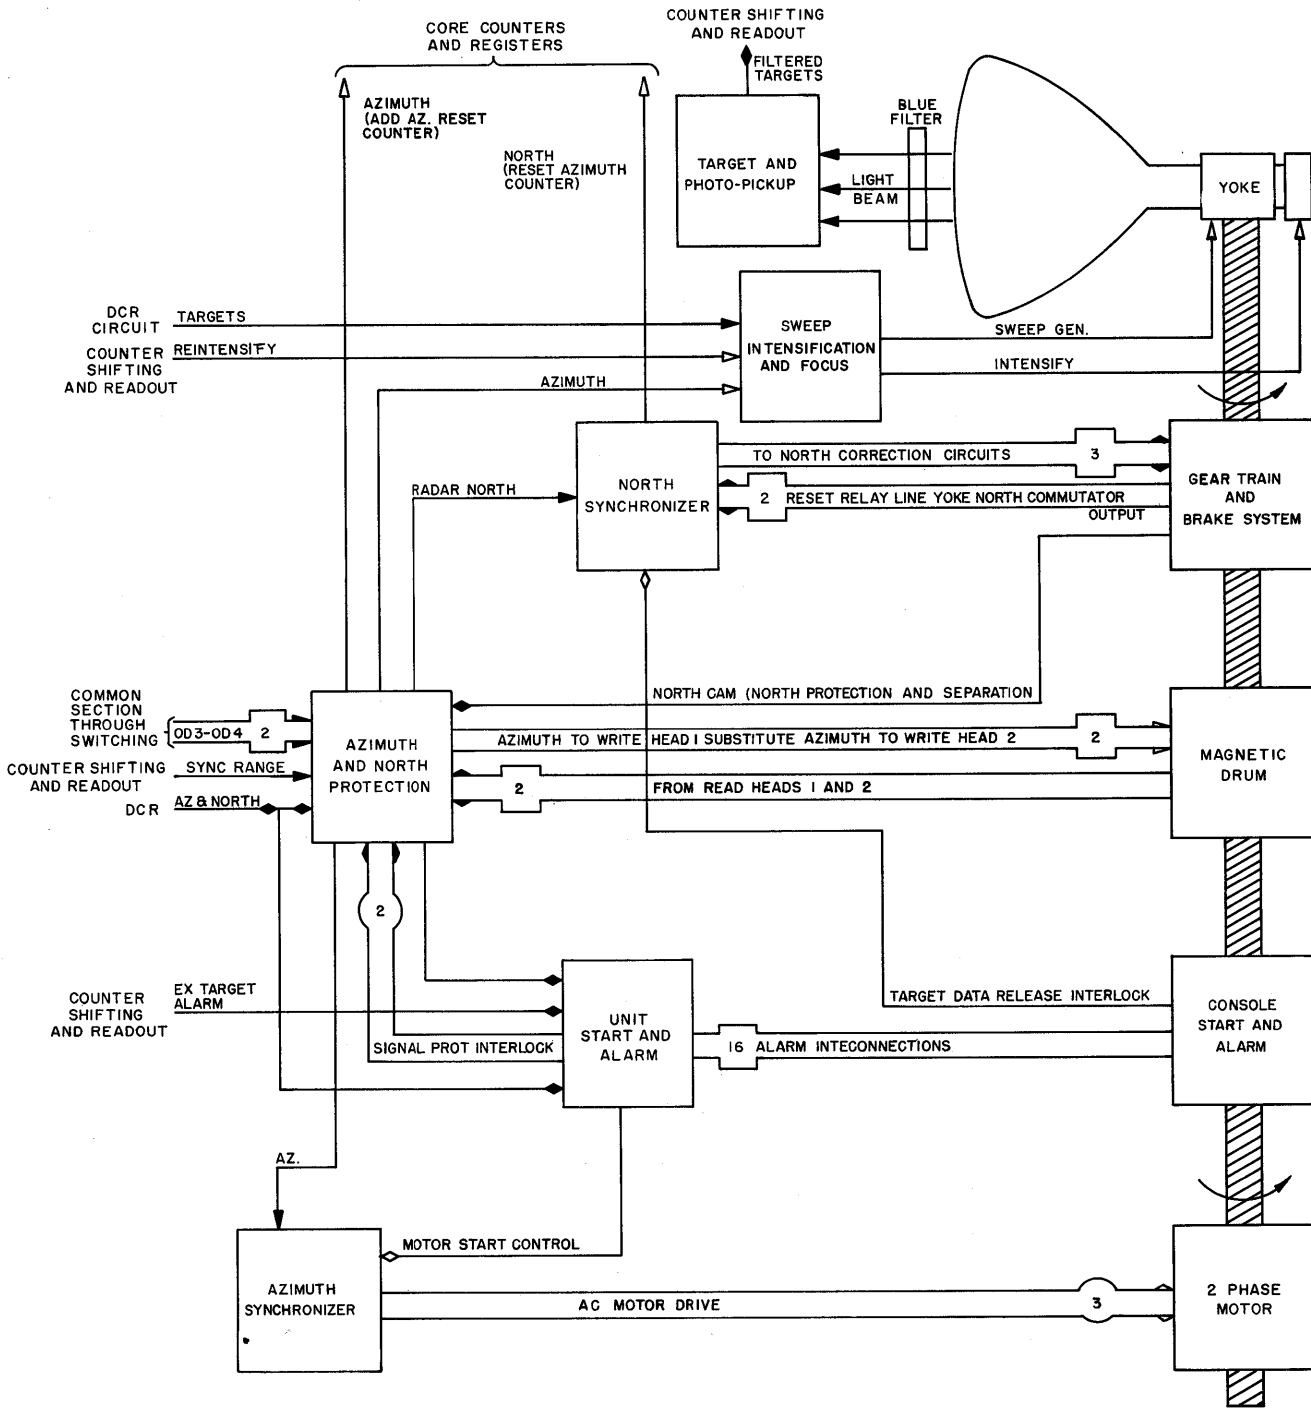 COUNTER SHIFTING
AND READOUT
CORE COUNTERS
AND REGISTERS
FILTERED
TARGETS
AZIMUTH
(ADD AZ. RESET
COUNTER)
BLUE
FILTER
NORTH
(RESET AZIMUTH
COUNTER)
TARGET AND
PHOTO-PICKUP
LIGHT
BEAM
YOKE
DCR
CIRCUIT
TARGETS
COUNTER
SHIFTING
AND READOUT
REINTENSIFY
AZIMUTH
SWEEP
INTENSIFICATION
AND FOCUS
SWEEP GEN.
INTENSIFY
TO NORTH CORRECTION CIRCUITS
3
RADAR NORTH
NORTH
SYNCHRONIZER
2
RESET RELAY LINE YOKE NORTH COMMUTATOR
OUTPUT
GEAR TRAIN
AND
BRAKE SYSTEM
COMMON
SECTION
THROUGH
SWITCHING
OD3-OD4
2
COUNTER SHIFTING
AND READOUT
SYNC RANGE
DCR
AZ & NORTH
AZIMUTH
AND NORTH
PROTECTION
NORTH CAM (NORTH PROTECTION AND SEPARATION
AZIMUTH TO WRITE HEAD I SUBSTITUTE AZIMUTH TO WRITE HEAD 2
2
2
FROM READ HEADS I AND 2
MAGNETIC
DRUM
2
COUNTER
SHIFTING
AND READOUT
EX TARGET
ALARM
SIGNAL PROT INTERLOCK
UNIT
START AND
ALARM
TARGET DATA RELEASE INTERLOCK
16
ALARM INTECONNECTIONS
CONSOLE
START AND
ALARM
AZ.
MOTOR START CONTROL
AZIMUTH
SYNCHRONIZER
AC MOTOR DRIVE
3
2 PHASE
MOTOR